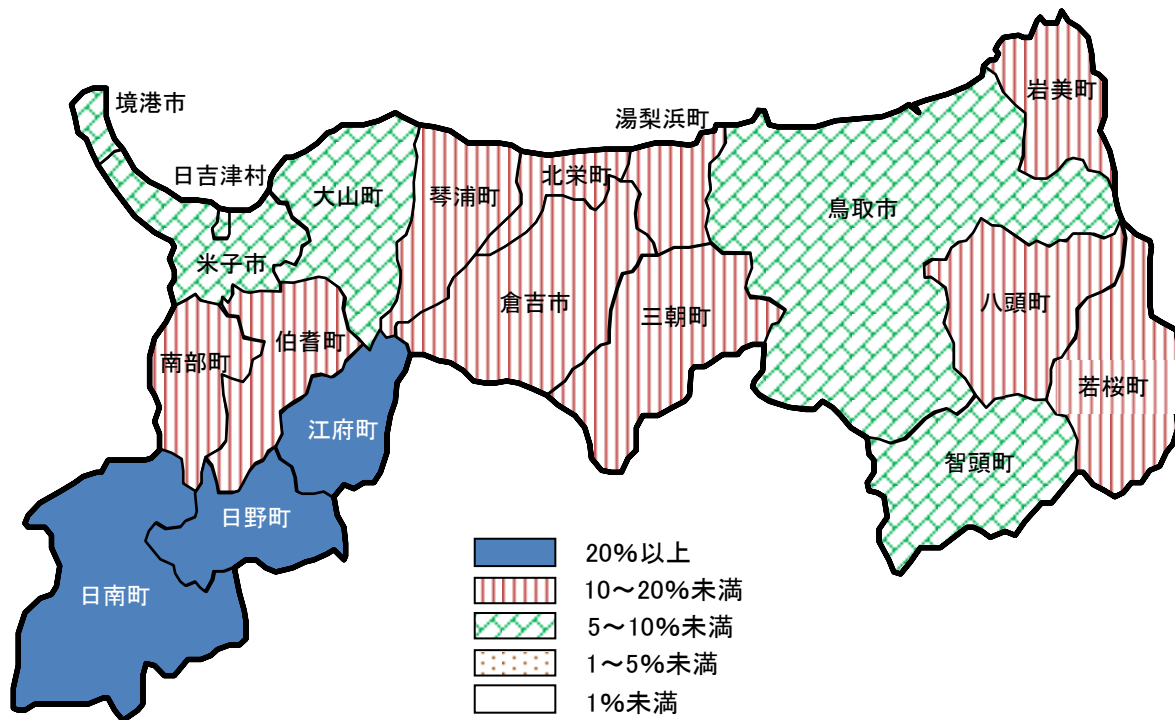 岩美町
境港市
湯梨浜町
日吉津村
北栄町
大山町
琴浦町
鳥取市
米子市
倉吉市
三朝町
八頭町
伯耆町
南部町
若桜町
江府町
智頭町
日野町
日南町
20%以上
10～20%未満
5～10%未満
1～5%未満
1%未満